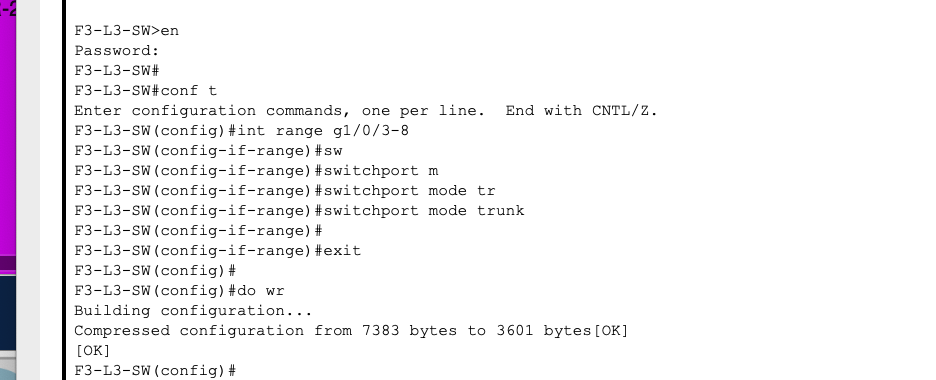 F3-L3-SW>en
Password:
F3-L3-SW#
F3-L3-SW#conf t
Enter configuration commands, one per line.  End with CNTL/Z.
F3-L3-SW(config)#int range g1/0/3-8
F3-L3-SW(config-if-range)#sw
F3-L3-SW(config-if-range)#switchport m
F3-L3-SW(config-if-range)#switchport mode tr
F3-L3-SW(config-if-range)#switchport mode trunk
F3-L3-SW(config-if-range)#
F3-L3-SW(config-if-range)#exit
F3-L3-SW(config)#
F3-L3-SW(config)#do wr
Building configuration...
Compressed configuration from 7383 bytes to 3601 bytes[OK]
[OK]
F3-L3-SW(config)#